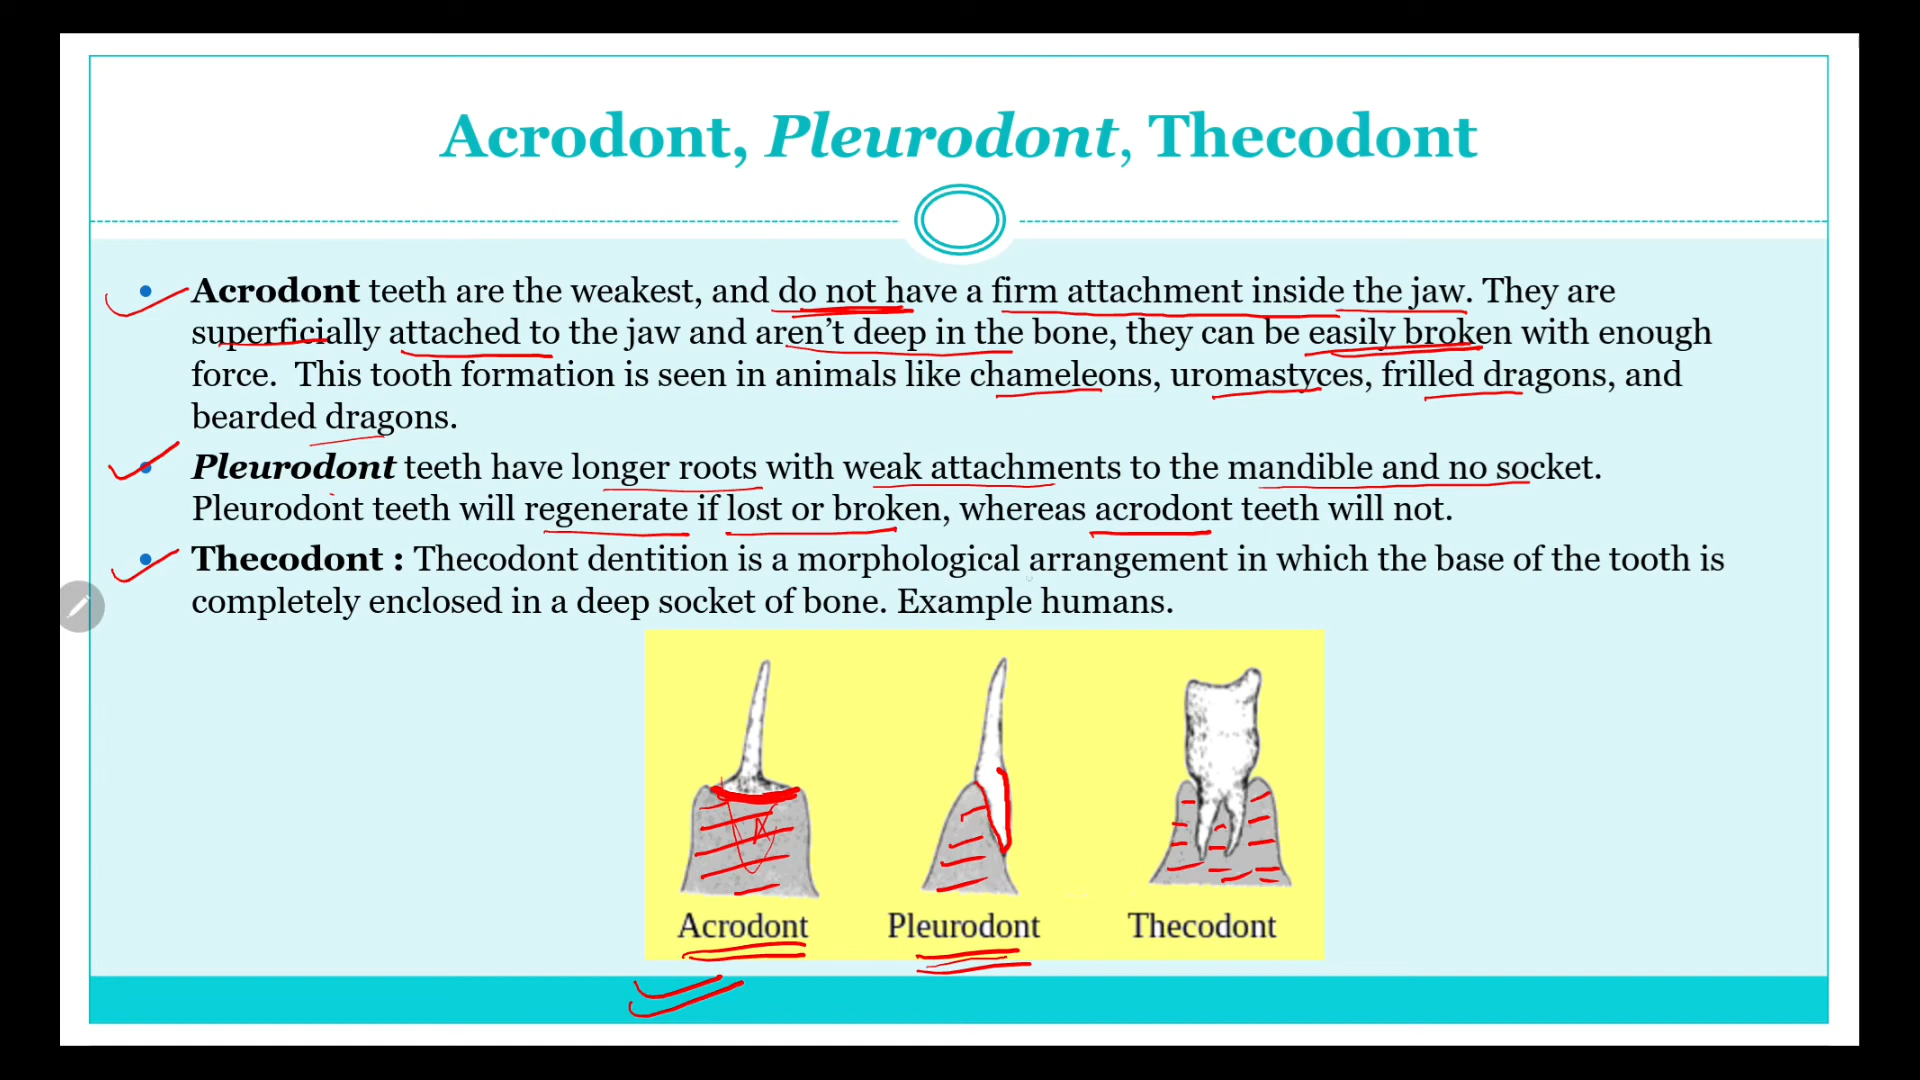 Acrodont, Pleurodont, Thecodont
• Acrodont teeth are the weakest, and do not have a firm attachment inside the jaw. They are
superficially attached to the jaw and aren’t deep in the bone, they can be easily broken with enough
force.  This tooth formation is seen in animals like chameleons, uromastyces, frilled dragons, and
bearded dragons.
• Pleurodont teeth have longer roots with weak attachments to the mandible and no socket.
Pleurodont teeth will regenerate if lost or broken, whereas acrodont teeth will not.
• Thecodont : Thecodont dentition is a morphological arrangement in which the base of the tooth is
completely enclosed in a deep socket of bone. Example humans.
Acrodont Pleurodont Thecodont